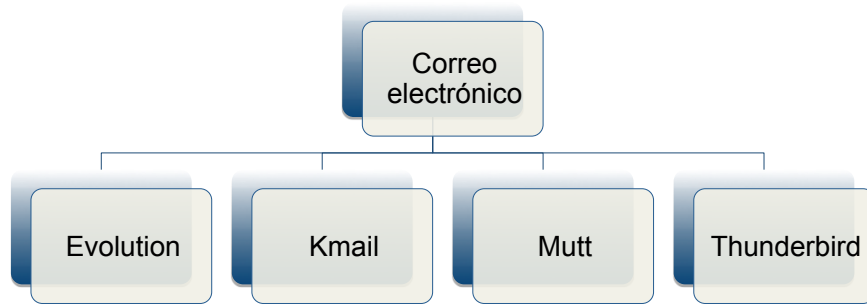 Correo
electrónico
Evolution
Kmail
Mutt
Thunderbird